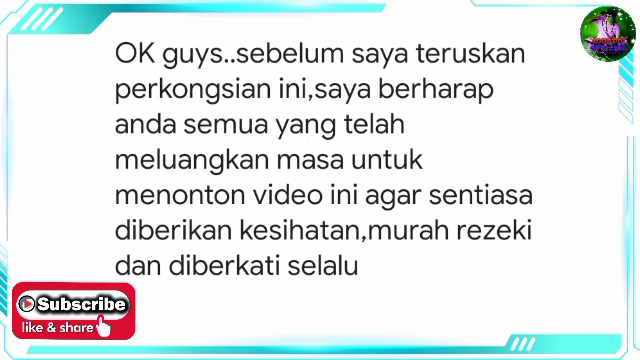 OK guys..sebelum saya teruskan
perkongsian ini,saya berharap
anda semua yang telah
meluangkan masa untuk
menonton video ini agar sentiasa
diberikan kesihatan,murah rezeki
dan diberkati selalu
Subscribe
like & share